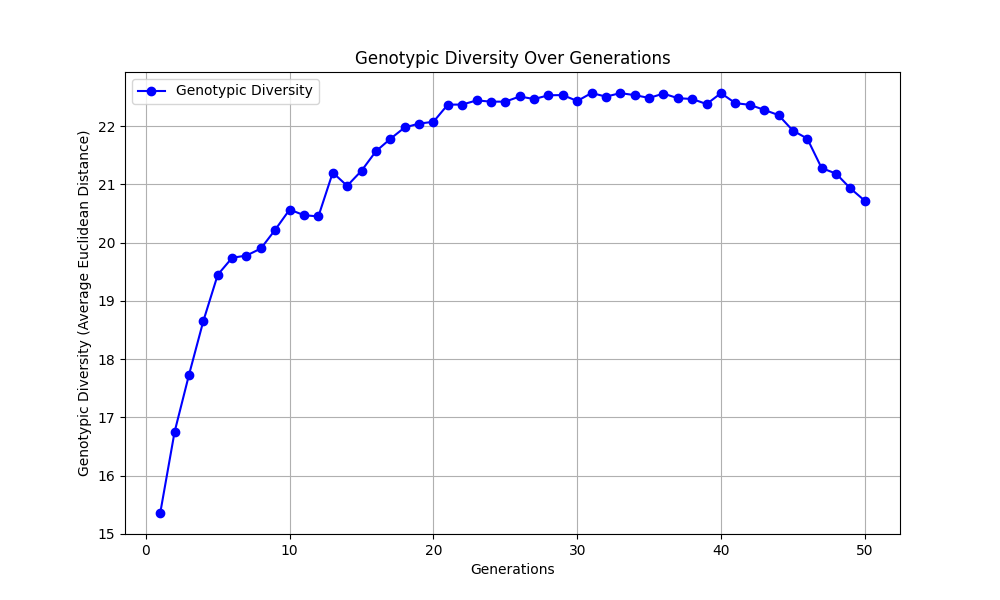 Genotypic Diversity Over Generations
Genotypic Diversity
Genotypic Diversity (Average Euclidean Distance)
22
21
20
19
18
17
16
15
0 10 20 30 40 50
Generations